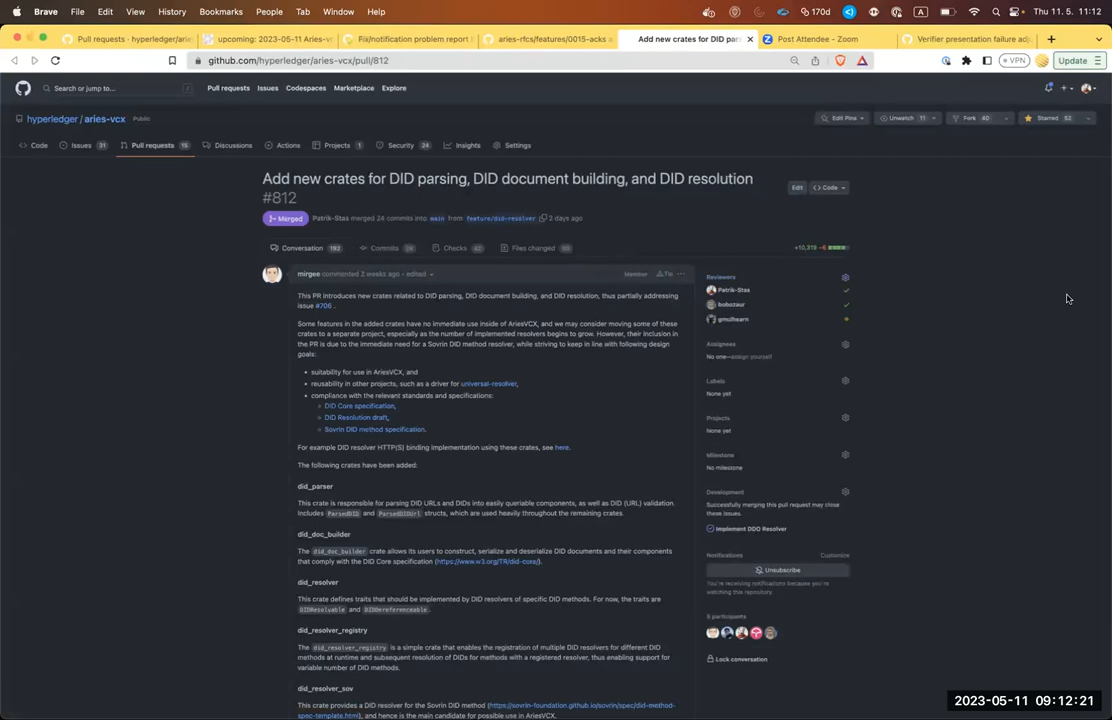 Brave File Edit View History Bookmarks People Tab Window Help 170d A Thu 11. 5. 11:12
Pull requests · hyperledger/arie upcoming: 2023-05-11 Aries-v Fix/notification problem report aries-rfcs/features/0015-acks a Add new crates for DID par Post Attendee - Zoom Verifier presentation failure adj
github.com/hyperledger/aries-vcx/pull/812 VPN Update
Search or jump to... / Pull requests Issues Codespaces Marketplace Explore
hyperledger / aries-vcx Public Edit Pins Unwatch 11 Fork 40 Starred 52
Code Issues 31 Pull requests 15 Discussions Actions Projects 1 Security 24 Insights Settings
Add new crates for DID parsing, DID document building, and DID resolution
#812
Edit Code
Merged Patrik-Stas merged 24 commits into main from feature/did-resolver 2 days ago
Conversation 192 Commits Checks 42 Files changed +10,319 −6
mirgee commented 2 weeks ago • edited Member
This PR introduces new crates related to DID parsing, DID document building, and DID resolution, thus partially addressing
issue #706 .
Some features in the added crates have no immediate use inside of AriesVCX, and we may consider moving some of these
crates to a separate project, especially as the number of implemented resolvers begins to grow. However, their inclusion in
the PR is due to the immediate need for a Sovrin DID method resolver, while striving to keep in line with following design
goals:
• suitability for use in AriesVCX, and
• reusability in other projects, such as a driver for universal-resolver,
• compliance with the relevant standards and specifications:
DID Core specification,
DID Resolution draft,
Sovrin DID method specification.
For example DID resolver HTTP(S) binding implementation using these crates, see here.
The following crates have been added:
did_parser
This crate is responsible for parsing DID URLs and DIDs into easily queriable components, as well as DID (URL) validation.
Includes ParsedDID and ParsedDIDUrl structs, which are used heavily throughout the remaining crates.
did_doc_builder
The did_doc_builder crate allows its users to construct, serialize and deserialize DID documents and their components
that comply with the DID Core specification (https://www.w3.org/TR/did-core/).
did_resolver
This crate defines traits that should be implemented by DID resolvers of specific DID methods. For now, the traits are
DIDResolvable and DIDDereferenceable.
did_resolver_registry
The did_resolver_registry is a simple crate that enables the registration of multiple DID resolvers for different DID
methods at runtime and subsequent resolution of DIDs for methods with a registered resolver, thus enabling support for
variable number of DID methods.
did_resolver_sov
This crate provides a DID resolver for the Sovrin DID method (https://sovrin-foundation.github.io/sovrin/spec/did-method-
spec-template.html), and hence is the main candidate for possible use in AriesVCX.
Reviewers
Patrik-Stas
bobozaur
gmulhearn
Assignees
No one—assign yourself
Labels
None yet
Projects
None yet
Milestone
No milestone
Development
Successfully merging this pull request may close
these issues.
Implement DDO Resolver
Notifications Customize
Unsubscribe
You're receiving notifications because you're
watching this repository.
5 participants
Lock conversation
2023-05-11 09:12:21